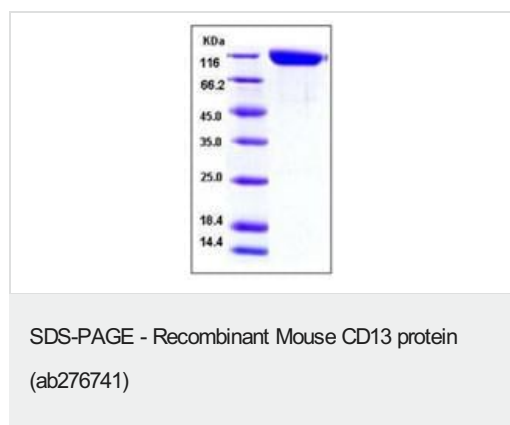 KDa
116
66.2
45.0
35.0
25.0
18.4
14.4
SDS-PAGE - Recombinant Mouse CD13 protein
(ab276741)